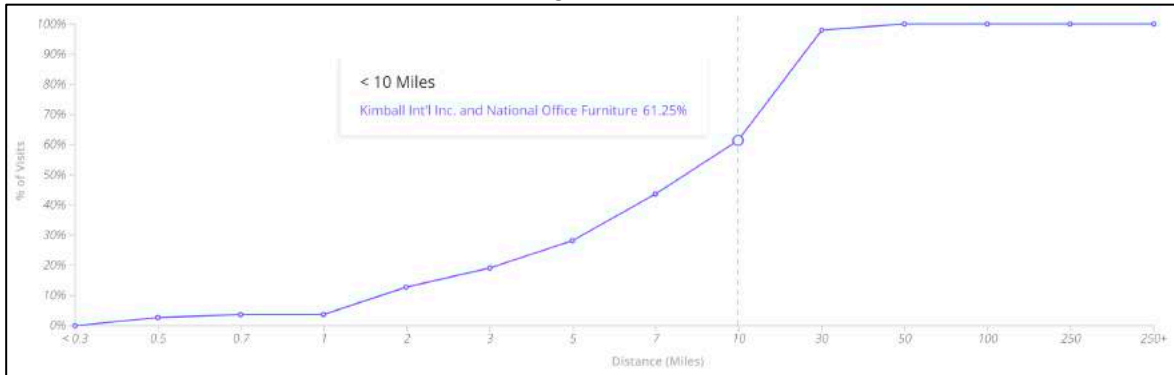 100%
90%
80%
70%
60%
50%
40%
30%
20%
10%
0%
% of Visits
< 10 Miles
Kimball Int'l Inc. and National Office Furniture 61.25%
< 0.3 0.5 0.7 1 2 3 5 7 10 30 50 100 250 250+
Distance (Miles)